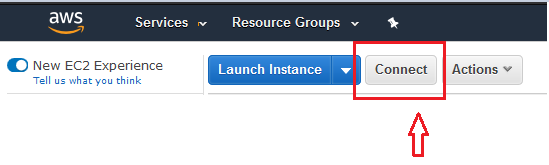 aws Services Resource Groups
New EC2 Experience
Tell us what you think
Launch Instance Connect Actions